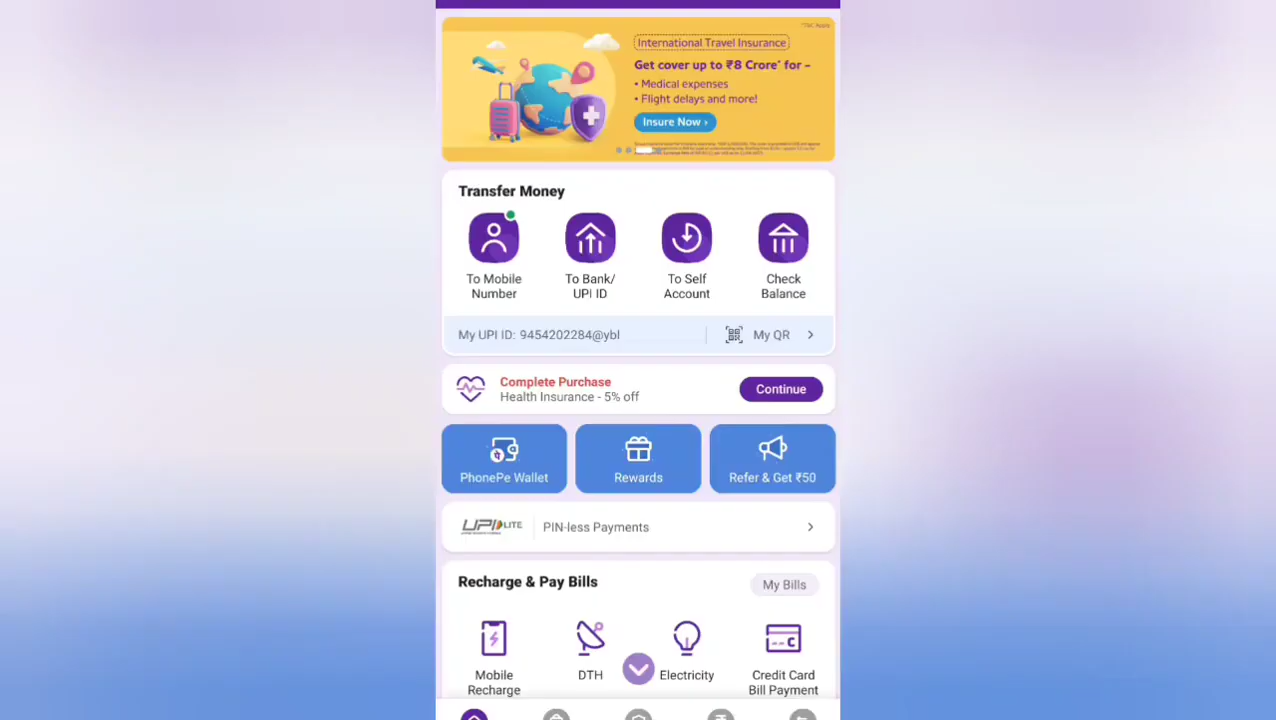 *T&C Apply
International Travel Insurance
Get cover up to ₹8 Crore* for -
• Medical expenses
• Flight delays and more!
Insure Now ›
Transfer Money
To Mobile
Number
To Bank/
UPI ID
To Self
Account
Check
Balance
My UPI ID: 9454202284@ybl
My QR
Complete Purchase
Health Insurance - 5% off
Continue
PhonePe Wallet
Rewards
Refer & Get ₹50
UPI LITE
PIN-less Payments
Recharge & Pay Bills
My Bills
Mobile
Recharge
DTH
Electricity
Credit Card
Bill Payment